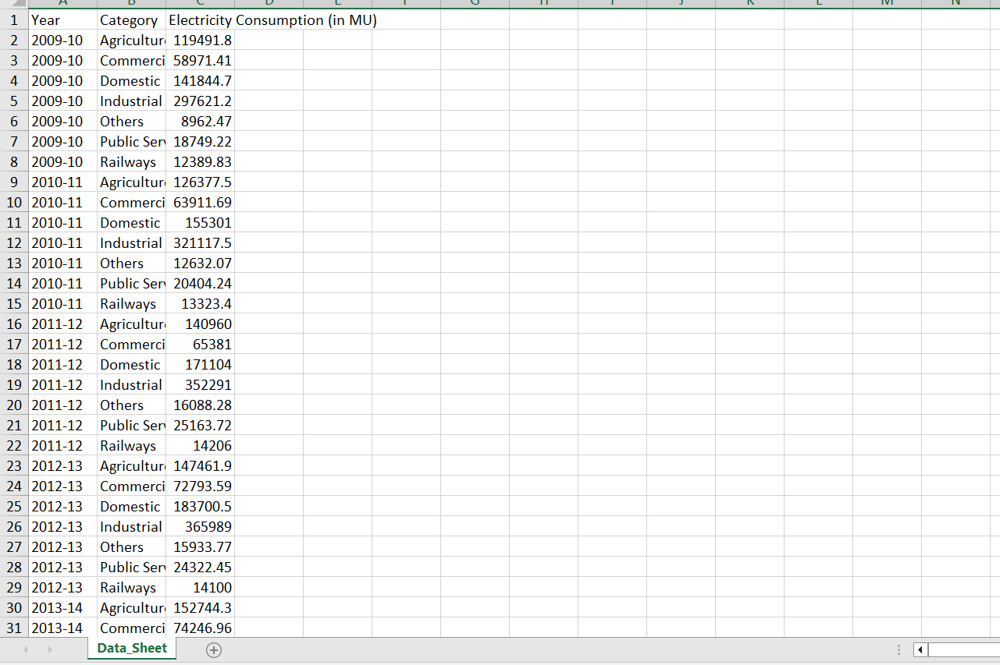 A B C D E F G H I J K L M N
1 Year Category Electricity Consumption (in MU)
2 2009-10 Agricultur 119491.8
3 2009-10 Commerci 58971.41
4 2009-10 Domestic 141844.7
5 2009-10 Industrial 297621.2
6 2009-10 Others 8962.47
7 2009-10 Public Serv 18749.22
8 2009-10 Railways 12389.83
9 2010-11 Agricultur 126377.5
10 2010-11 Commerci 63911.69
11 2010-11 Domestic 155301
12 2010-11 Industrial 321117.5
13 2010-11 Others 12632.07
14 2010-11 Public Serv 20404.24
15 2010-11 Railways 13323.4
16 2011-12 Agricultur 140960
17 2011-12 Commerci 65381
18 2011-12 Domestic 171104
19 2011-12 Industrial 352291
20 2011-12 Others 16088.28
21 2011-12 Public Serv 25163.72
22 2011-12 Railways 14206
23 2012-13 Agricultur 147461.9
24 2012-13 Commerci 72793.59
25 2012-13 Domestic 183700.5
26 2012-13 Industrial 365989
27 2012-13 Others 15933.77
28 2012-13 Public Serv 24322.45
29 2012-13 Railways 14100
30 2013-14 Agricultur 152744.3
31 2013-14 Commerci 74246.96
Data_Sheet